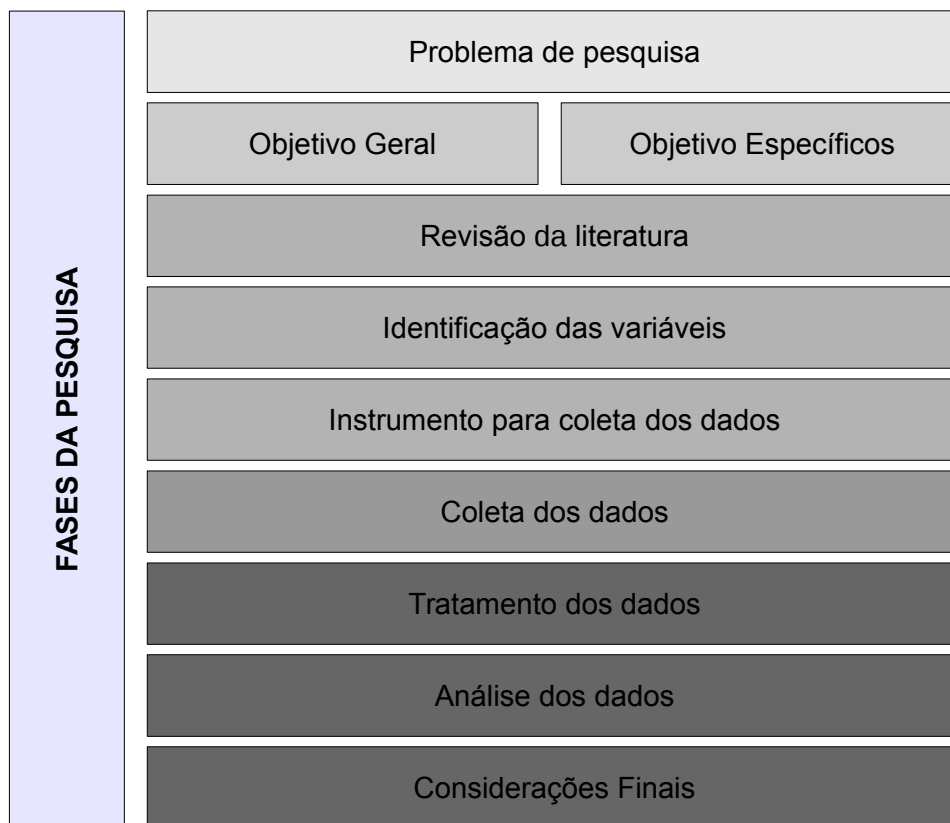 FASES DA PESQUISA
Problema de pesquisa
Objetivo Geral
Objetivo Específicos
Revisão da literatura
Identificação das variáveis
Instrumento para coleta dos dados
Coleta dos dados
Tratamento dos dados
Análise dos dados
Considerações Finais